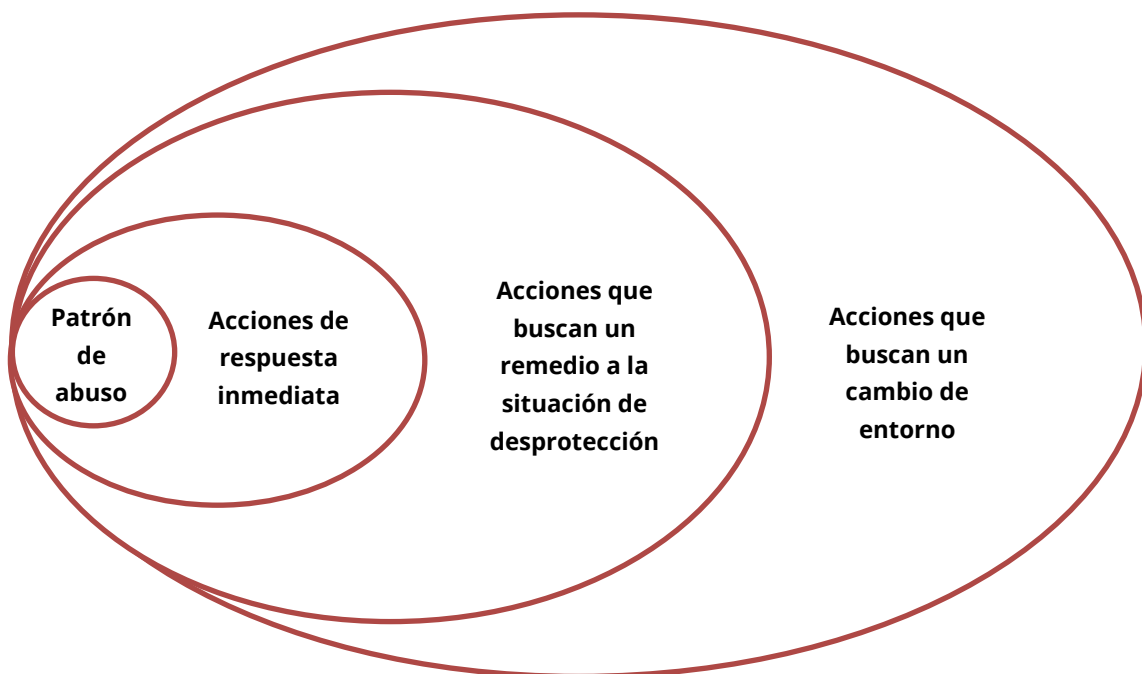 Patrón
de
abuso
Acciones de
respuesta
inmediata
Acciones que
buscan un
remedio a la
situación de
desprotección
Acciones que
buscan un
cambio de
entorno